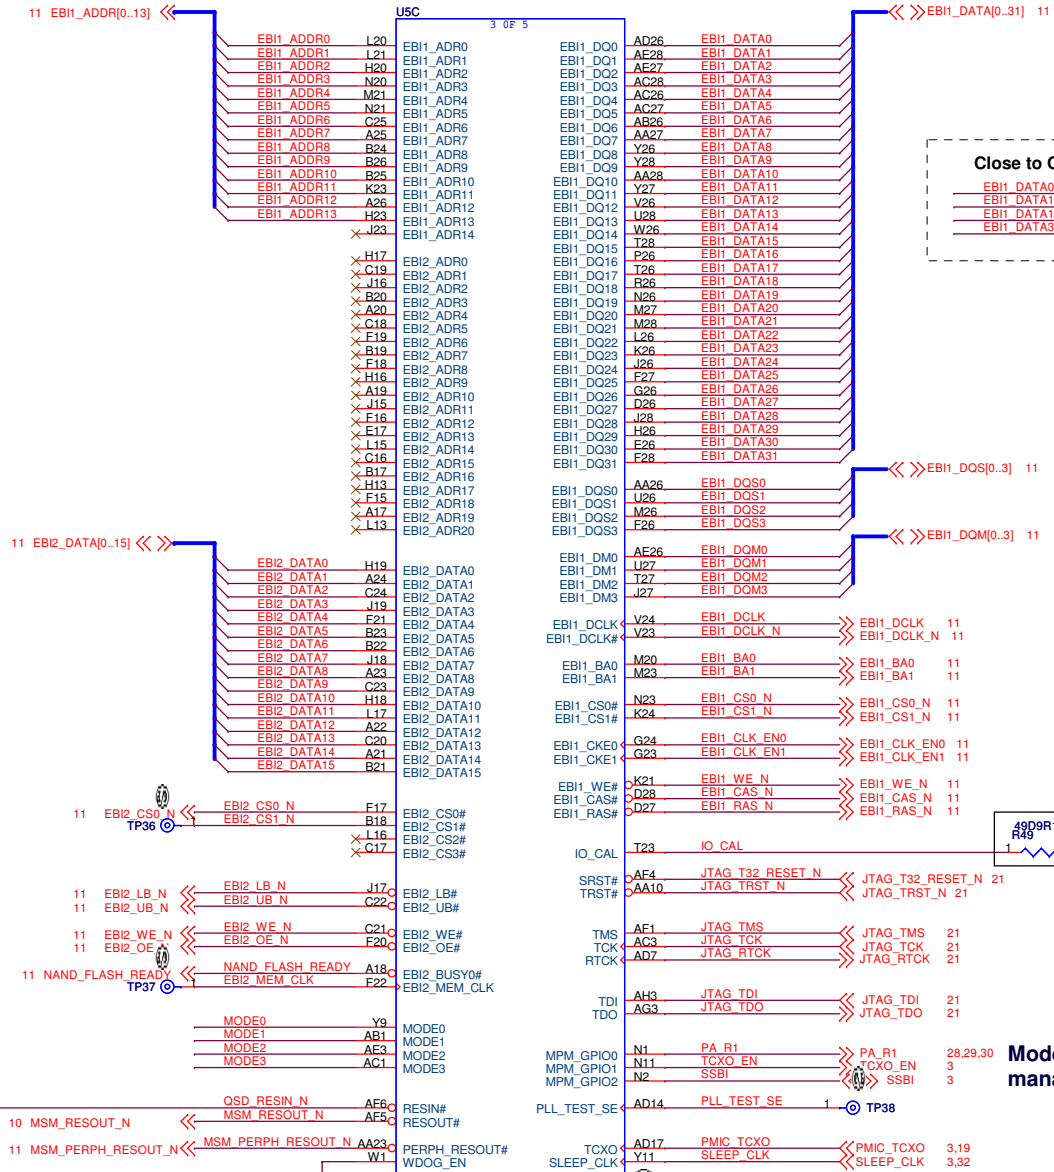 11 EBI1_ADDR[0..13]
U5C
3 OF 5
EBI1_DATA[0..31] 11
EBI1_ADDR0 L20 EBI1_ADR0 EBI1_DQ0 AD26 EBI1_DATA0
EBI1_ADDR1 L21 EBI1_ADR1 EBI1_DQ1 AE28 EBI1_DATA1
EBI1_ADDR2 H20 EBI1_ADR2 EBI1_DQ2 AE27 EBI1_DATA2
EBI1_ADDR3 N20 EBI1_ADR3 EBI1_DQ3 AC28 EBI1_DATA3
EBI1_ADDR4 M21 EBI1_ADR4 EBI1_DQ4 AC26 EBI1_DATA4
EBI1_ADDR5 N21 EBI1_ADR5 EBI1_DQ5 AC27 EBI1_DATA5
EBI1_ADDR6 C25 EBI1_ADR6 EBI1_DQ6 AB26 EBI1_DATA6
EBI1_ADDR7 A25 EBI1_ADR7 EBI1_DQ7 AA27 EBI1_DATA7
EBI1_ADDR8 B24 EBI1_ADR8 EBI1_DQ8 Y26 EBI1_DATA8
EBI1_ADDR9 B26 EBI1_ADR9 EBI1_DQ9 Y28 EBI1_DATA9
EBI1_ADDR10 B25 EBI1_ADR10 EBI1_DQ10 AA28 EBI1_DATA10
EBI1_ADDR11 K23 EBI1_ADR11 EBI1_DQ11 Y27 EBI1_DATA11
EBI1_ADDR12 A26 EBI1_ADR12 EBI1_DQ12 V26 EBI1_DATA12
EBI1_ADDR13 H23 EBI1_ADR13 EBI1_DQ13 U28 EBI1_DATA13
J23 EBI1_ADR14 EBI1_DQ14 W26 EBI1_DATA14
EBI1_DQ15 T28 EBI1_DATA15
H17 EBI2_ADR0 EBI1_DQ16 P26 EBI1_DATA16
C19 EBI2_ADR1 EBI1_DQ17 T26 EBI1_DATA17
J16 EBI2_ADR2 EBI1_DQ18 R26 EBI1_DATA18
B20 EBI2_ADR3 EBI1_DQ19 N26 EBI1_DATA19
A20 EBI2_ADR4 EBI1_DQ20 M27 EBI1_DATA20
C18 EBI2_ADR5 EBI1_DQ21 M28 EBI1_DATA21
F19 EBI2_ADR6 EBI1_DQ22 L26 EBI1_DATA22
B19 EBI2_ADR7 EBI1_DQ23 K26 EBI1_DATA23
F18 EBI2_ADR8 EBI1_DQ24 J26 EBI1_DATA24
H16 EBI2_ADR9 EBI1_DQ25 F27 EBI1_DATA25
A19 EBI2_ADR10 EBI1_DQ26 G26 EBI1_DATA26
J15 EBI2_ADR11 EBI1_DQ27 D26 EBI1_DATA27
F16 EBI2_ADR12 EBI1_DQ28 J28 EBI1_DATA28
E17 EBI2_ADR13 EBI1_DQ29 H26 EBI1_DATA29
L15 EBI2_ADR14 EBI1_DQ30 E26 EBI1_DATA30
C16 EBI2_ADR15 EBI1_DQ31 F28 EBI1_DATA31
B17 EBI2_ADR16
H13 EBI2_ADR17 EBI1_DQS0 AA26 EBI1_DQS0
F15 EBI2_ADR18 EBI1_DQS1 U26 EBI1_DQS1
A17 EBI2_ADR19 EBI1_DQS2 M26 EBI1_DQS2
L13 EBI2_ADR20 EBI1_DQS3 F26 EBI1_DQS3
Close to
EBI1_DATA0
EBI1_DATA1
EBI1_DATA1
EBI1_DATA3
EBI1_DQS[0..3] 11
11 EBI2_DATA[0..15]
EBI1_DQM[0..3] 11
EBI1_DM0 AE26 EBI1_DQM0
EBI2_DATA0 H19 EBI2_DATA0 EBI1_DM1 U27 EBI1_DQM1
EBI2_DATA1 A24 EBI2_DATA1 EBI1_DM2 T27 EBI1_DQM2
EBI2_DATA2 C24 EBI2_DATA2 EBI1_DM3 J27 EBI1_DQM3
EBI2_DATA3 J19 EBI2_DATA3
EBI2_DATA4 F21 EBI2_DATA4 EBI1_DCLK V24 EBI1_DCLK EBI1_DCLK 11
EBI2_DATA5 B23 EBI2_DATA5 EBI1_DCLK# V23 EBI1_DCLK_N EBI1_DCLK_N 11
EBI2_DATA6 B22 EBI2_DATA6
EBI2_DATA7 J18 EBI2_DATA7 EBI1_BA0 M20 EBI1_BA0 EBI1_BA0 11
EBI2_DATA8 A23 EBI2_DATA8 EBI1_BA1 M23 EBI1_BA1 EBI1_BA1 11
EBI2_DATA9 C23 EBI2_DATA9
EBI2_DATA10 H18 EBI2_DATA10 EBI1_CS0# N23 EBI1_CS0_N EBI1_CS0_N 11
EBI2_DATA11 L17 EBI2_DATA11 EBI1_CS1# K24 EBI1_CS1_N EBI1_CS1_N 11
EBI2_DATA12 A22 EBI2_DATA12
EBI2_DATA13 C20 EBI2_DATA13 EBI1_CKE0 G24 EBI1_CLK_EN0 EBI1_CLK_EN0 11
EBI2_DATA14 A21 EBI2_DATA14 EBI1_CKE1 G23 EBI1_CLK_EN1 EBI1_CLK_EN1 11
EBI2_DATA15 B21 EBI2_DATA15
EBI1_WE# K21 EBI1_WE_N EBI1_WE_N 11
EBI1_CAS# D28 EBI1_CAS_N EBI1_CAS_N 11
11 EBI2_CS0_N EBI2_CS0_N F17 EBI2_CS0# EBI1_RAS# D27 EBI1_RAS_N EBI1_RAS_N 11
TP36 1 EBI2_CS1_N B18 EBI2_CS1#
L16 EBI2_CS2#
C17 EBI2_CS3# IO_CAL T23 IO_CAL 1 R49
SRST# AF4 JTAG_T32_RESET_N JTAG_T32_RESET_N 21
11 EBI2_LB_N EBI2_LB_N J17 EBI2_LB# TRST# AA10 JTAG_TRST_N JTAG_TRST_N 21
11 EBI2_UB_N EBI2_UB_N C22 EBI2_UB#
11 EBI2_WE_N EBI2_WE_N C21 EBI2_WE# TMS AF1 JTAG_TMS JTAG_TMS 21
11 EBI2_OE_N EBI2_OE_N F20 EBI2_OE# TCK AC3 JTAG_TCK JTAG_TCK 21
RTCK AD7 JTAG_RTCK JTAG_RTCK 21
11 NAND_FLASH_READY NAND_FLASH_READY A18 EBI2_BUSY0#
TP37 1 EBI2_MEM_CLK F22 EBI2_MEM_CLK
TDI AH3 JTAG_TDI JTAG_TDI 21
TDO AG3 JTAG_TDO JTAG_TDO 21
MODE0 Y9 MODE0
MODE1 AB1 MODE1
MODE2 AE3 MODE2 MPM_GPIO0 N1 PA_R1 PA_R1 28,29,30
MODE3 AC1 MODE3 MPM_GPIO1 N11 TCXO_EN TCXO_EN 3
MPM_GPIO2 N2 SSBI SSBI 3
QSD_RESIN_N AF6 RESIN# PLL_TEST_SE AD14 PLL_TEST_SE 1 TP38
10 MSM_RESOUT_N MSM_RESOUT_N AF5 RESOUT#
11 MSM_PERPH_RESOUT_N MSM_PERPH_RESOUT_N AA23 PERPH_RESOUT# TCXO AD17 PMIC_TCXO PMIC_TCXO 3,19
W1 WDOG_EN SLEEP_CLK Y11 SLEEP_CLK SLEEP_CLK 3,32